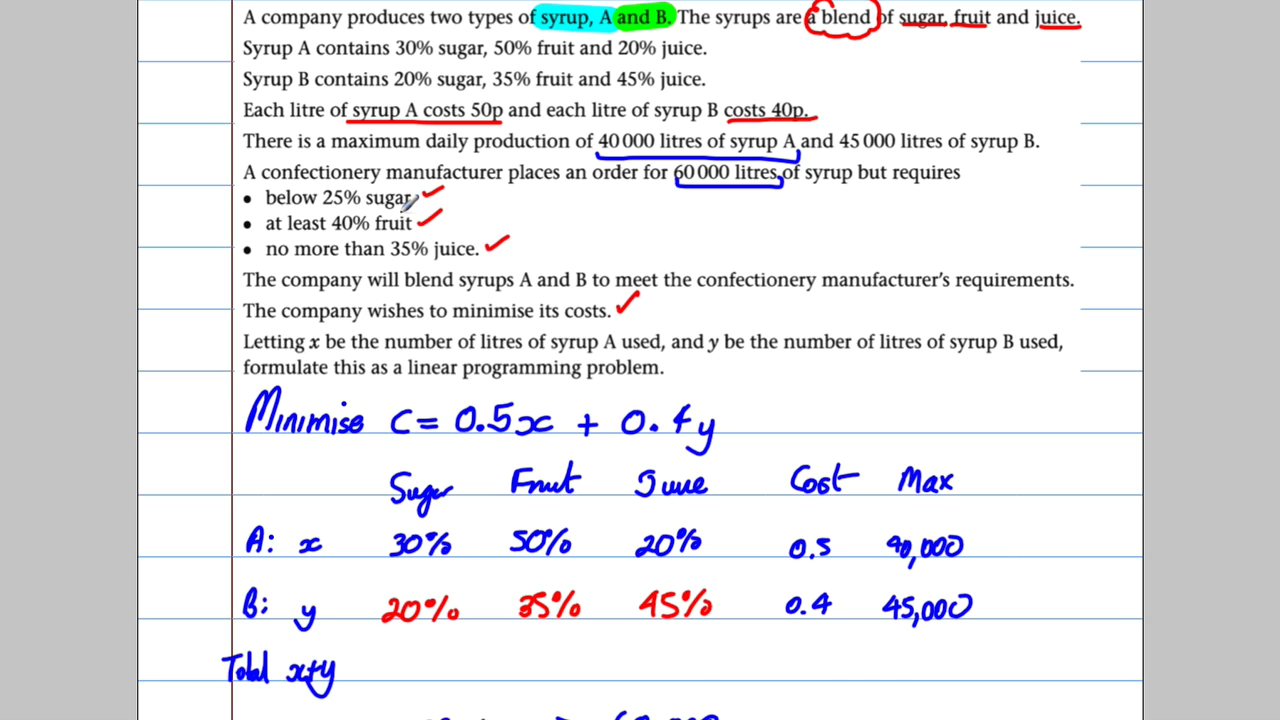 A company produces two types of syrup, A and B. The syrups are a blend of sugar, fruit and juice.
Syrup A contains 30% sugar, 50% fruit and 20% juice.
Syrup B contains 20% sugar, 35% fruit and 45% juice.
Each litre of syrup A costs 50p and each litre of syrup B costs 40p.
There is a maximum daily production of 40 000 litres of syrup A and 45 000 litres of syrup B.
A confectionery manufacturer places an order for 60 000 litres of syrup but requires
• below 25% sugar
• at least 40% fruit
• no more than 35% juice.
The company will blend syrups A and B to meet the confectionery manufacturer's requirements.
The company wishes to minimise its costs.
Letting x be the number of litres of syrup A used, and y be the number of litres of syrup B used,
formulate this as a linear programming problem.
Minimise C = 0.5x + 0.4y
Sugar Fruit Juice Cost Max
A: x 30% 50% 20% 0.5 40,000
B: y 20% 35% 45% 0.4 45,000
Total x+y